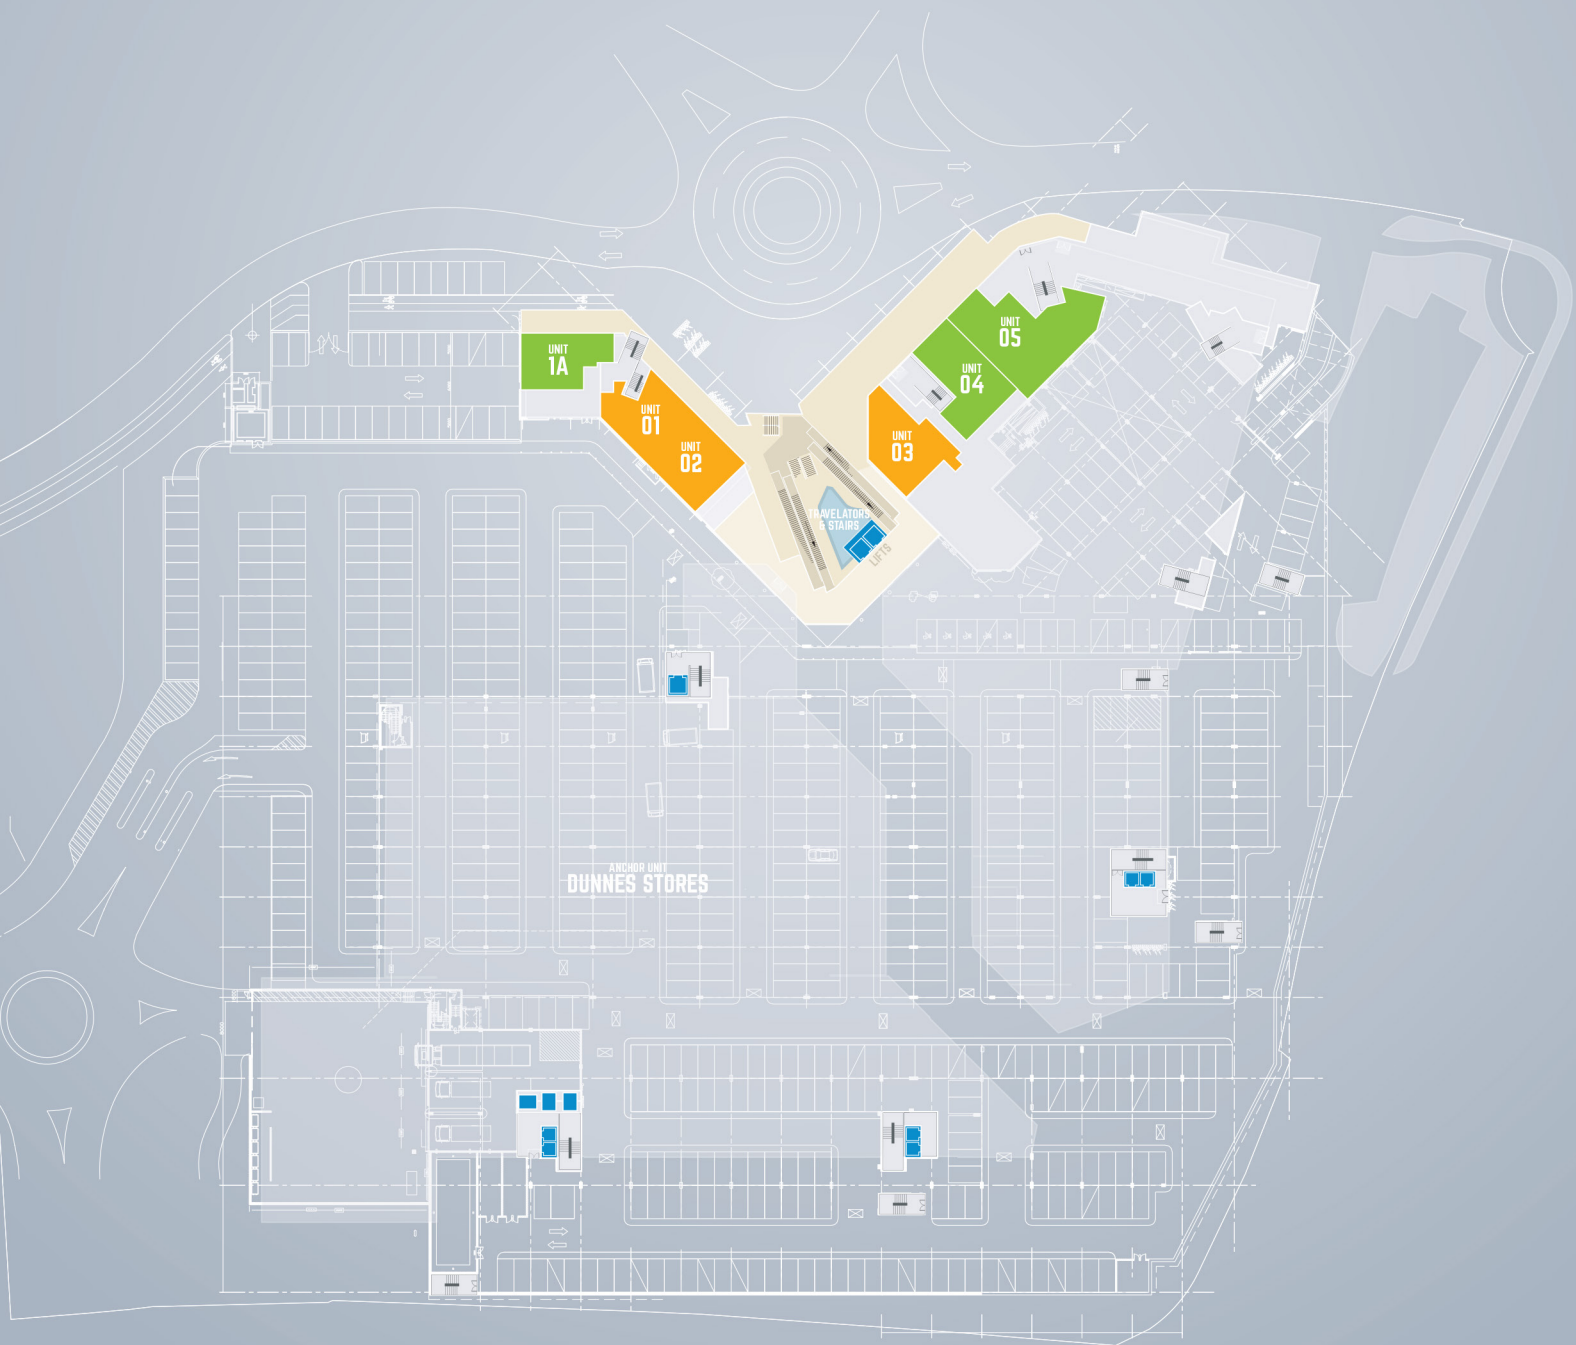 UNIT
05
UNIT
1A
UNIT
04
UNIT
01
UNIT
02
UNIT
03
TRAVELATORS
& STAIRS
LIFTS
ANCHOR UNIT
DUNNES STORES